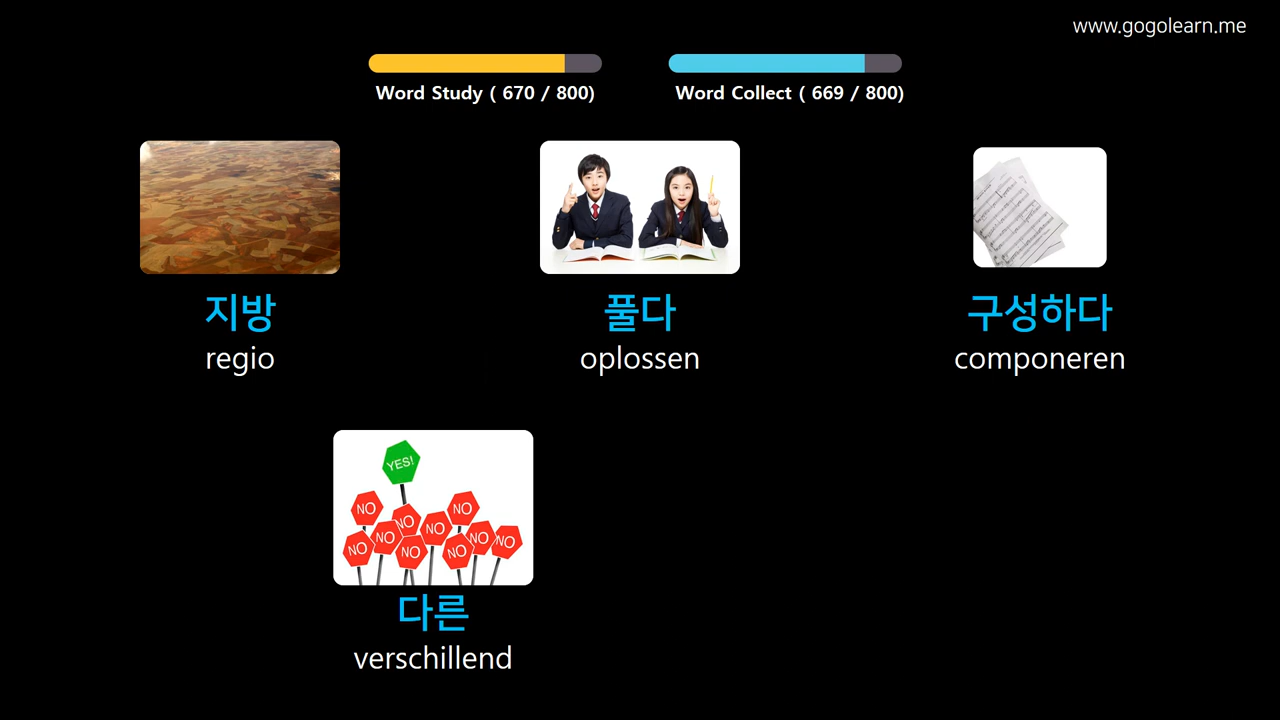 www.gogolearn.me
Word Study ( 670 / 800)
Word Collect ( 669 / 800)
지방
regio
풀다
oplossen
구성하다
componeren
YES!
NO
NO
NO
NO
NO
NO
NO
NO
NO
NO
다른
verschillend